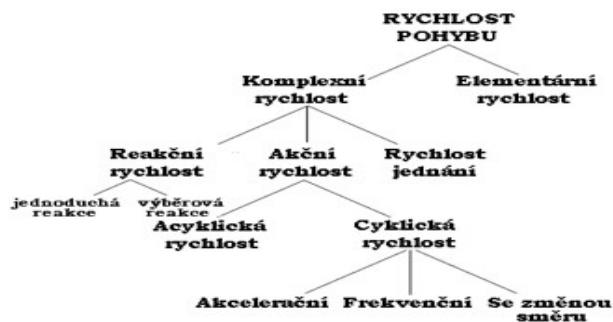 RYCHLOST
POHYBU
Komplexní
rychlost
Elementární
rychlost
Reakční
rychlost
Akční
rychlost
Rychlost
jednání
jednoduchá
reakce
výběrová
reakce
Acyklická
rychlost
Cyklická
rychlost
Akcelerační
Frekvenční
Se změnou
směru